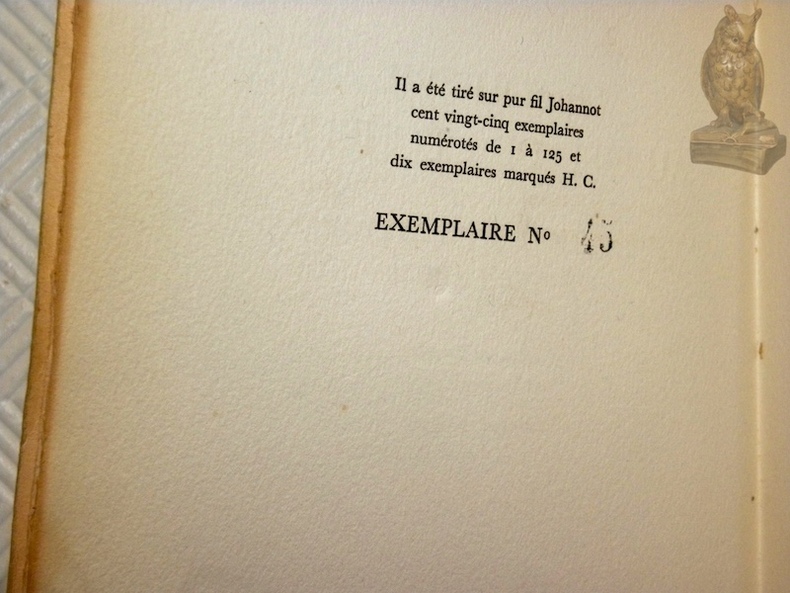 Il a été tiré sur pur fil Johannot
cent vingt-cinq exemplaires
numérotés de 1 à 125 et
dix exemplaires marqués H. C.
EXEMPLAIRE Nº 45